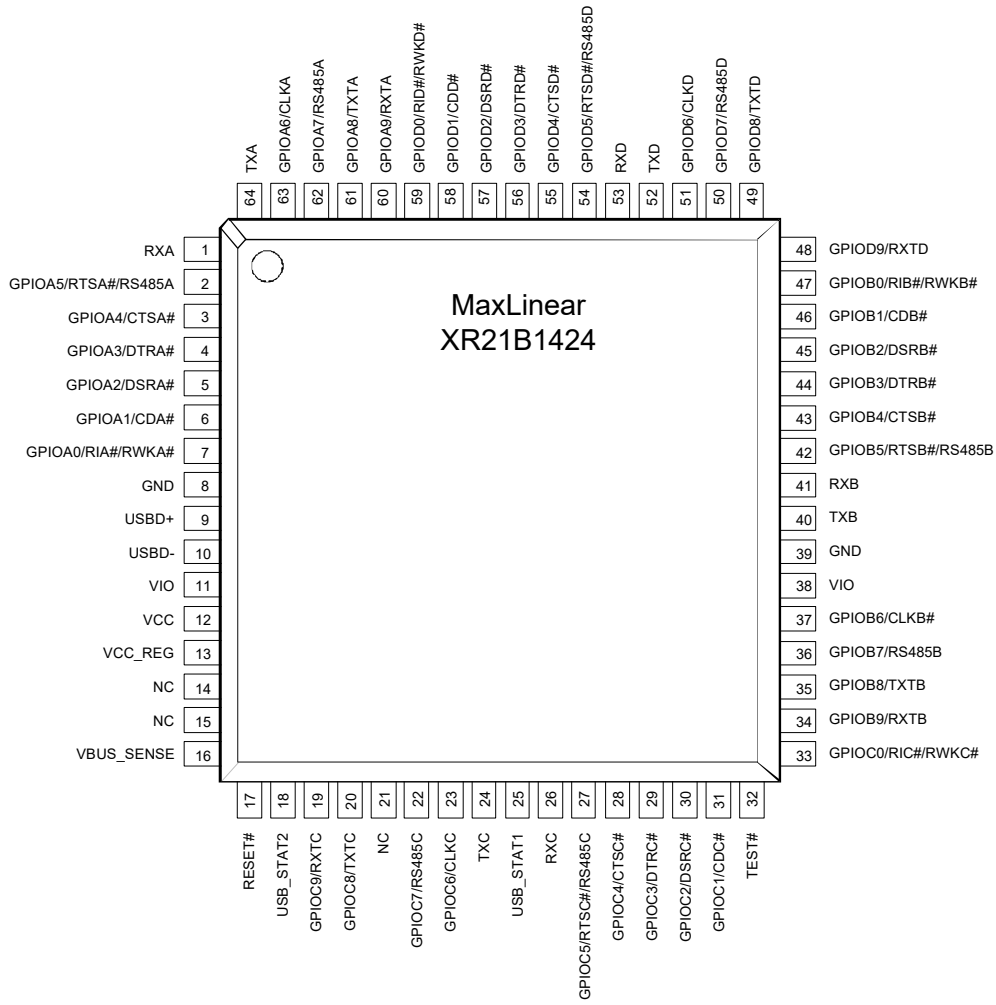 TXA
GPIOA6/CLKA
GPIOA7/RS485A
GPIOA8/TXTA
GPIOA9/RXTA
GPIOD0/RID#/RWKD#
GPIOD1/CDD#
GPIOD2/DSRD#
GPIOD3/DTRD#
GPIOD4/CTSD#
GPIOD5/RTSD#/RS485D
RXD
TXD
GPIOD6/CLKD
GPIOD7/RS485D
GPIOD8/TXTD
64
63
62
61
60
59
58
57
56
55
54
53
52
51
50
49
RXA 1
GPIOA5/RTSA#/RS485A 2
GPIOA4/CTSA# 3
GPIOA3/DTRA# 4
GPIOA2/DSRA# 5
GPIOA1/CDA# 6
GPIOA0/RIA#/RWKA# 7
GND 8
USBD+ 9
USBD- 10
VIO 11
VCC 12
VCC_REG 13
NC 14
NC 15
VBUS_SENSE 16
MaxLinear
XR21B1424
48 GPIOD9/RXTD
47 GPIOB0/RIB#/RWKB#
46 GPIOB1/CDB#
45 GPIOB2/DSRB#
44 GPIOB3/DTRB#
43 GPIOB4/CTSB#
42 GPIOB5/RTSB#/RS485B
41 RXB
40 TXB
39 GND
38 VIO
37 GPIOB6/CLKB#
36 GPIOB7/RS485B
35 GPIOB8/TXTB
34 GPIOB9/RXTB
33 GPIOC0/RIC#/RWKC#
17
18
19
20
21
22
23
24
25
26
27
28
29
30
31
32
RESET#
USB_STAT2
GPIOC9/RXTC
GPIOC8/TXTC
NC
GPIOC7/RS485C
GPIOC6/CLKC
TXC
USB_STAT1
RXC
GPIOC5/RTSC#/RS485C
GPIOC4/CTSC#
GPIOC3/DTRC#
GPIOC2/DSRC#
GPIOC1/CDC#
TEST#